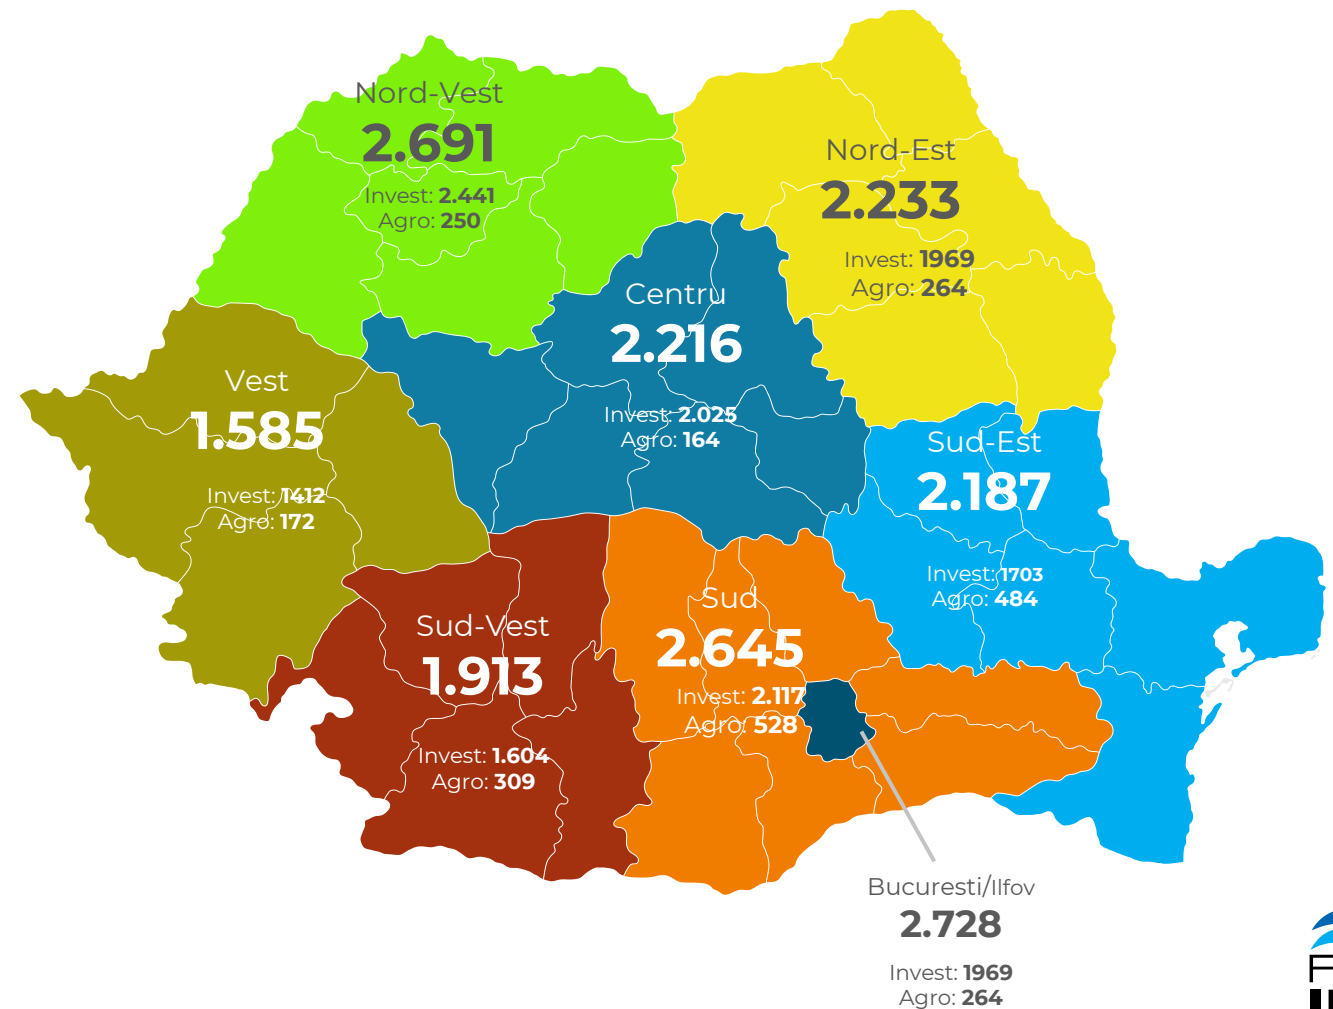 Nord-Vest
2.691
Invest: 2.441
Agro: 250
Nord-Est
2.233
Invest: 1969
Agro: 264
Centru
2.216
Invest: 2.025
Agro: 164
Vest
1.585
Invest: 1412
Agro: 172
Sud-Est
2.187
Invest: 1703
Agro: 484
Sud-Vest
1.913
Invest: 1.604
Agro: 309
Sud
2.645
Invest: 2.117
Agro: 528
Bucuresti/Ilfov
2.728
Invest: 1969
Agro: 264